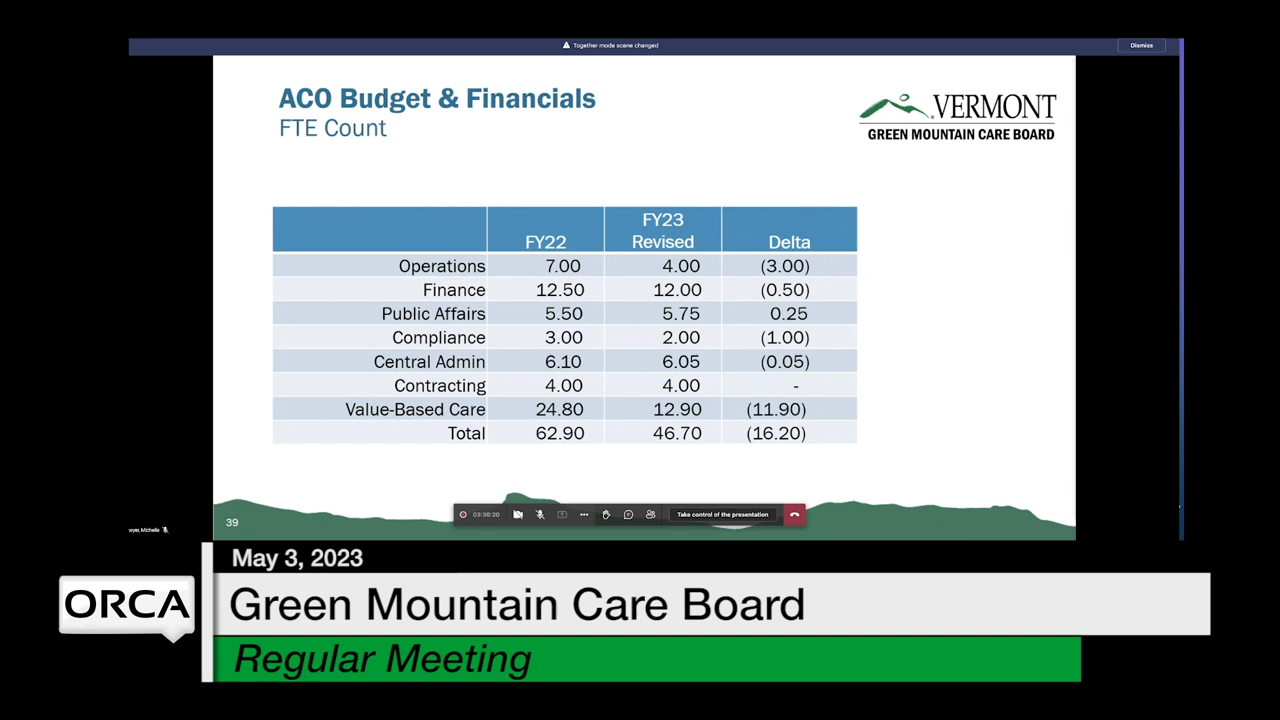 Together mode scene changed
Dismiss
ACO Budget & Financials
FTE Count
VERMONT
GREEN MOUNTAIN CARE BOARD
FY22 FY23 Revised Delta
Operations 7.00 4.00 (3.00)
Finance 12.50 12.00 (0.50)
Public Affairs 5.50 5.75 0.25
Compliance 3.00 2.00 (1.00)
Central Admin 6.10 6.05 (0.05)
Contracting 4.00 4.00 -
Value-Based Care 24.80 12.90 (11.90)
Total 62.90 46.70 (16.20)
39
03:36:20
Take control of the presentation
Michelle
May 3, 2023
ORCA
Green Mountain Care Board
Regular Meeting